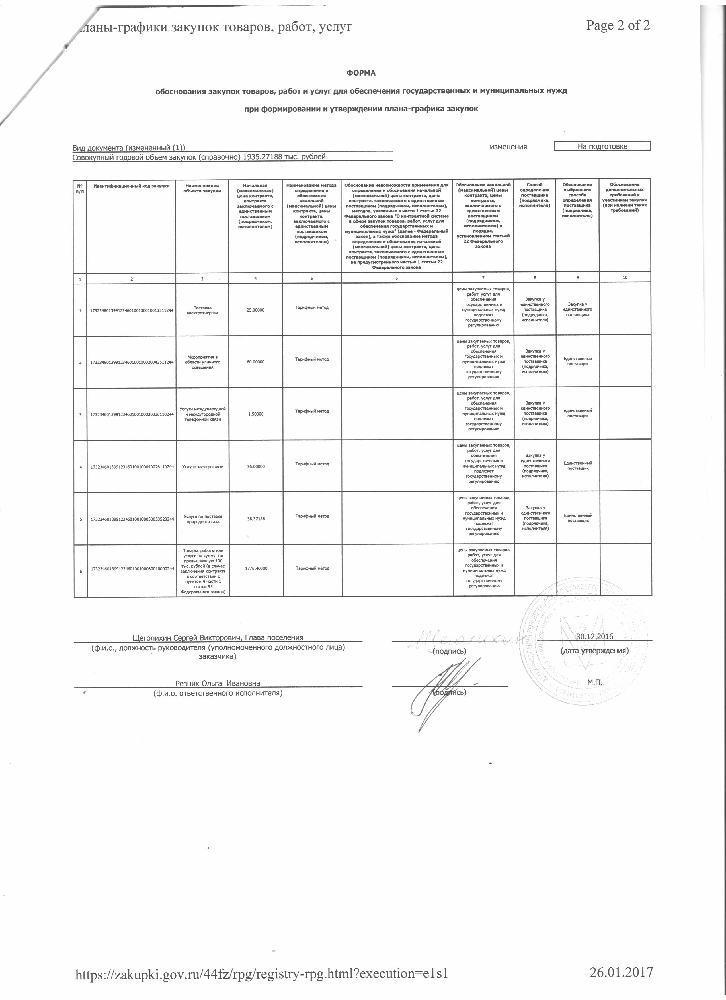 ланы-графики закупок товаров, работ, услуг
Page 2 of 2
ФОРМА
обоснования закупок товаров, работ и услуг для обеспечения государственных и муниципальных нужд
при формировании и утверждении плана-графика закупок
Вид документа (измененный (1))
изменения
На подготовке
Совокупный годовой объем закупок (справочно) 1935.27188 тыс. рублей
№
п/п
Идентификационный код закупки
Наименование
объекта закупки
Начальная
(максимальная)
цена контракта,
контракта
заключаемого с
единственным
поставщиком
(подрядчиком,
исполнителем)
Наименование метода
определения и
обоснования
начальной
(максимальной) цены
контракта, цены
контракта,
заключаемого с
единственным
поставщиком
(подрядчиком,
исполнителем)
Обоснование невозможности применения для
определения и обоснования начальной
(максимальной) цены контракта, цены
контракта, заключаемого с единственным
поставщиком (подрядчиком, исполнителем),
методов, указанных в части 1 статьи 22
Федерального закона "О контрактной системе
в сфере закупок товаров, работ, услуг для
обеспечения государственных и
муниципальных нужд" (далее - Федеральный
закон), а также обоснование метода
определения и обоснования начальной
(максимальной) цены контракта, цены
контракта, заключаемого с единственным
поставщиком (подрядчиком, исполнителем),
не предусмотренного частью 1 статьи 22
Федерального закона
Обоснование начальной
(максимальной) цены
контракта, цены
контракта,
заключаемого с
единственным
поставщиком
(подрядчиком,
исполнителем) в
порядке,
установленном статьей
22 Федерального
закона
Способ
определения
поставщика
(подрядчика,
исполнителя)
Обоснование
выбранного
способа
определения
поставщика
(подрядчика,
исполнителя)
Обоснование
дополнительных
требований к
участникам закупки
(при наличии таких
требований)
1
2
3
4
5
6
7
8
9
10
1
173234601399123460100100010013511244
Поставка
электроэнергии
25.00000
Тарифный метод
цены закупаемых товаров,
работ, услуг для
обеспечения
государственных и
муниципальных нужд
подлежат
государственному
регулированию
Закупка у
единственного
поставщика
(подрядчика,
исполнителя)
Закупка у
единственного
поставщика
2
173234601399123460100100020043511244
Мероприятия в
области уличного
освещения
60.00000
Тарифный метод
цены закупаемых товаров,
работ, услуг для
обеспечения
государственных и
муниципальных нужд
подлежат
государственному
регулированию
Закупка у
единственного
поставщика
(подрядчика,
исполнителя)
Единственный
поставщик
3
173234601399123460100100030036110244
Услуги международной
и междугородной
телефонной связи
1.50000
Тарифный метод
цены закупаемых товаров,
работ, услуг для
обеспечения
государственных и
муниципальных нужд
подлежат
государственному
регулированию
Закупка у
единственного
поставщика
(подрядчика,
исполнителя)
единственный
поставщик
4
173234601399123460100100040026110244
Услуги электросвязи
36.00000
Тарифный метод
цены закупаемых товаров,
работ, услуг для
обеспечения
государственных и
муниципальных нужд
подлежат
государственному
регулированию
Закупка у
единственного
поставщика
(подрядчика,
исполнителя)
Единственный
поставщик
5
173234601399123460100100050053523244
Услуги по поставке
природного газа
36.37188
Тарифный метод
цены закупаемых товаров,
работ, услуг для
обеспечения
государственных и
муниципальных нужд
подлежат
государственному
регулированию
Закупка у
единственного
поставщика
(подрядчика,
исполнителя)
Единственный
поставщик
6
173234601399123460100100060010000244
Товары, работы или
услуги на сумму, не
превышающую 100
тыс. рублей (в случае
заключения контракта
в соответствии с
пунктом 4 части 1
статьи 93
Федерального закона)
1776.40000
Тарифный метод
цены закупаемых товаров,
работ, услуг для
обеспечения
государственных и
муниципальных нужд
подлежат
государственному
регулированию
Щеголихин Сергей Викторович, Глава поселения
Щеголихин
30.12.2016
(ф.и.о., должность руководителя (уполномоченного должностного лица)
заказчика)
(подпись)
(дата утверждения)
АДМИНИСТРАЦИЯ НОВОПЕТРОВСКОГО СЕЛЬСКОГО
Резник Ольга Ивановна
М.П.
(ф.и.о. ответственного исполнителя)
(подпись)
https://zakupki.gov.ru/44fz/rpg/registry-rpg.html?execution=e1s1
26.01.2017